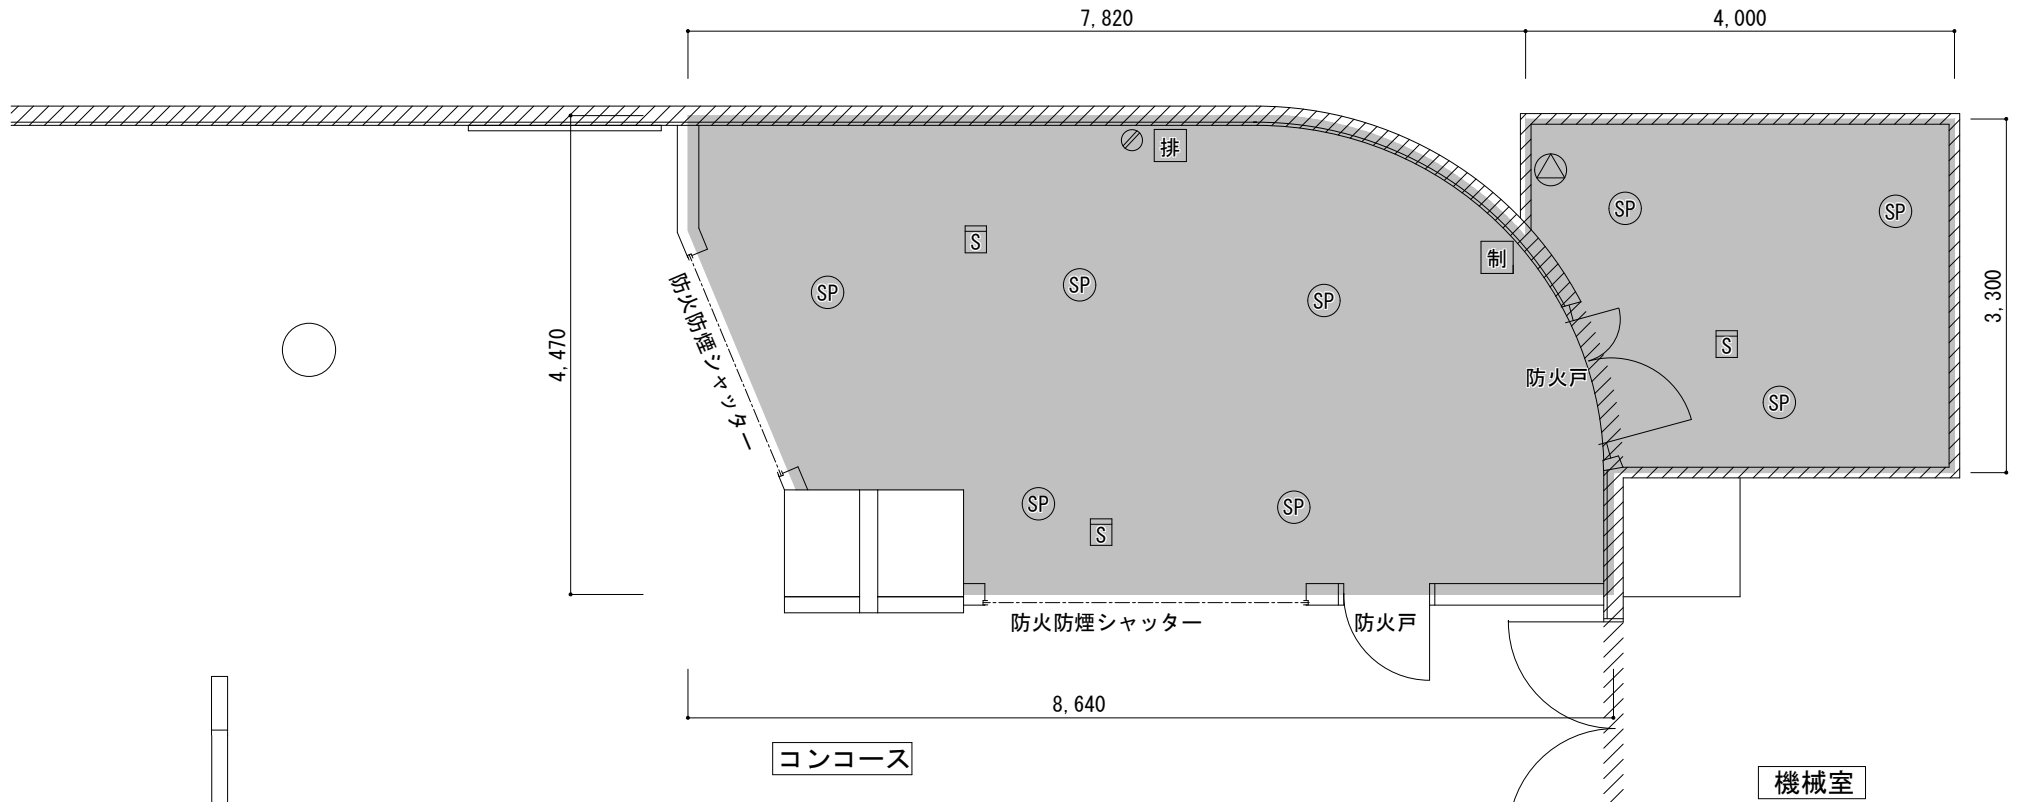 7,820
4,000
排
SP
SP
S
制
SP
SP
SP
3,300
防火防煙シャッター
4,470
S
防火戸
SP
SP
SP
S
防火防煙シャッター
防火戸
8,640
コンコース
機械室